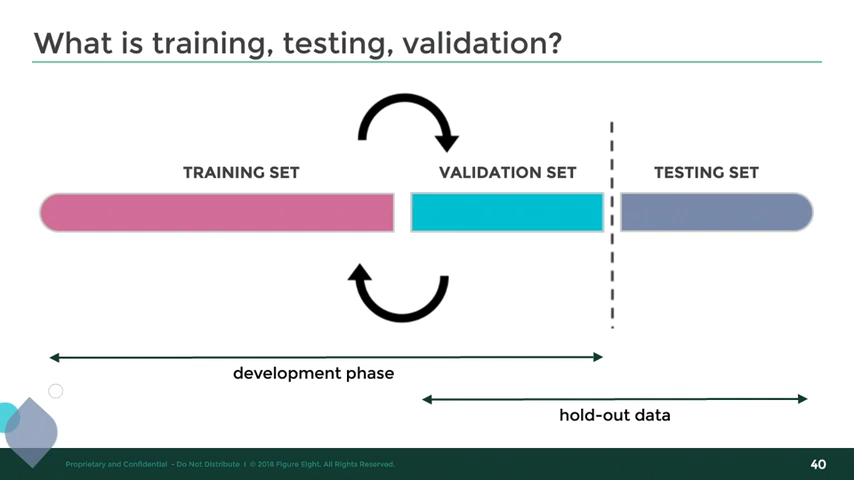 What is training, testing, validation?
TRAINING SET
VALIDATION SET
TESTING SET
development phase
hold-out data
Proprietary and Confidential - Do Not Distribute I © 2018 Figure Eight. All Rights Reserved.
40